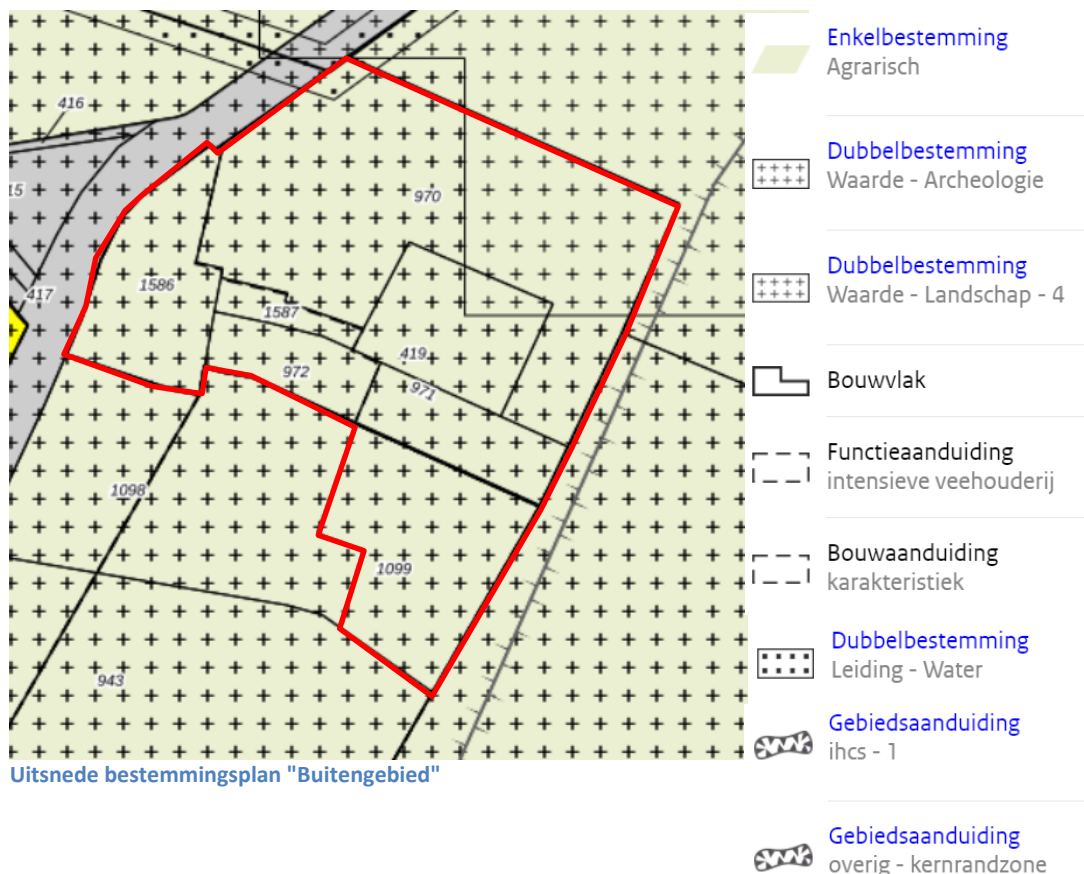 416
15
970
417
1586
1587
419
972
971
1098
1099
943
Uitsnede bestemmingsplan "Buitengebied"
Enkelbestemming
Agrarisch
Dubbelbestemming
Waarde - Archeologie
Dubbelbestemming
Waarde - Landschap - 4
Bouwvlak
Functieaanduiding
intensieve veehouderij
Bouwaanduiding
karakteristiek
Dubbelbestemming
Leiding - Water
Gebiedsaanduiding
ihcs - 1
Gebiedsaanduiding
overig - kernrandzone